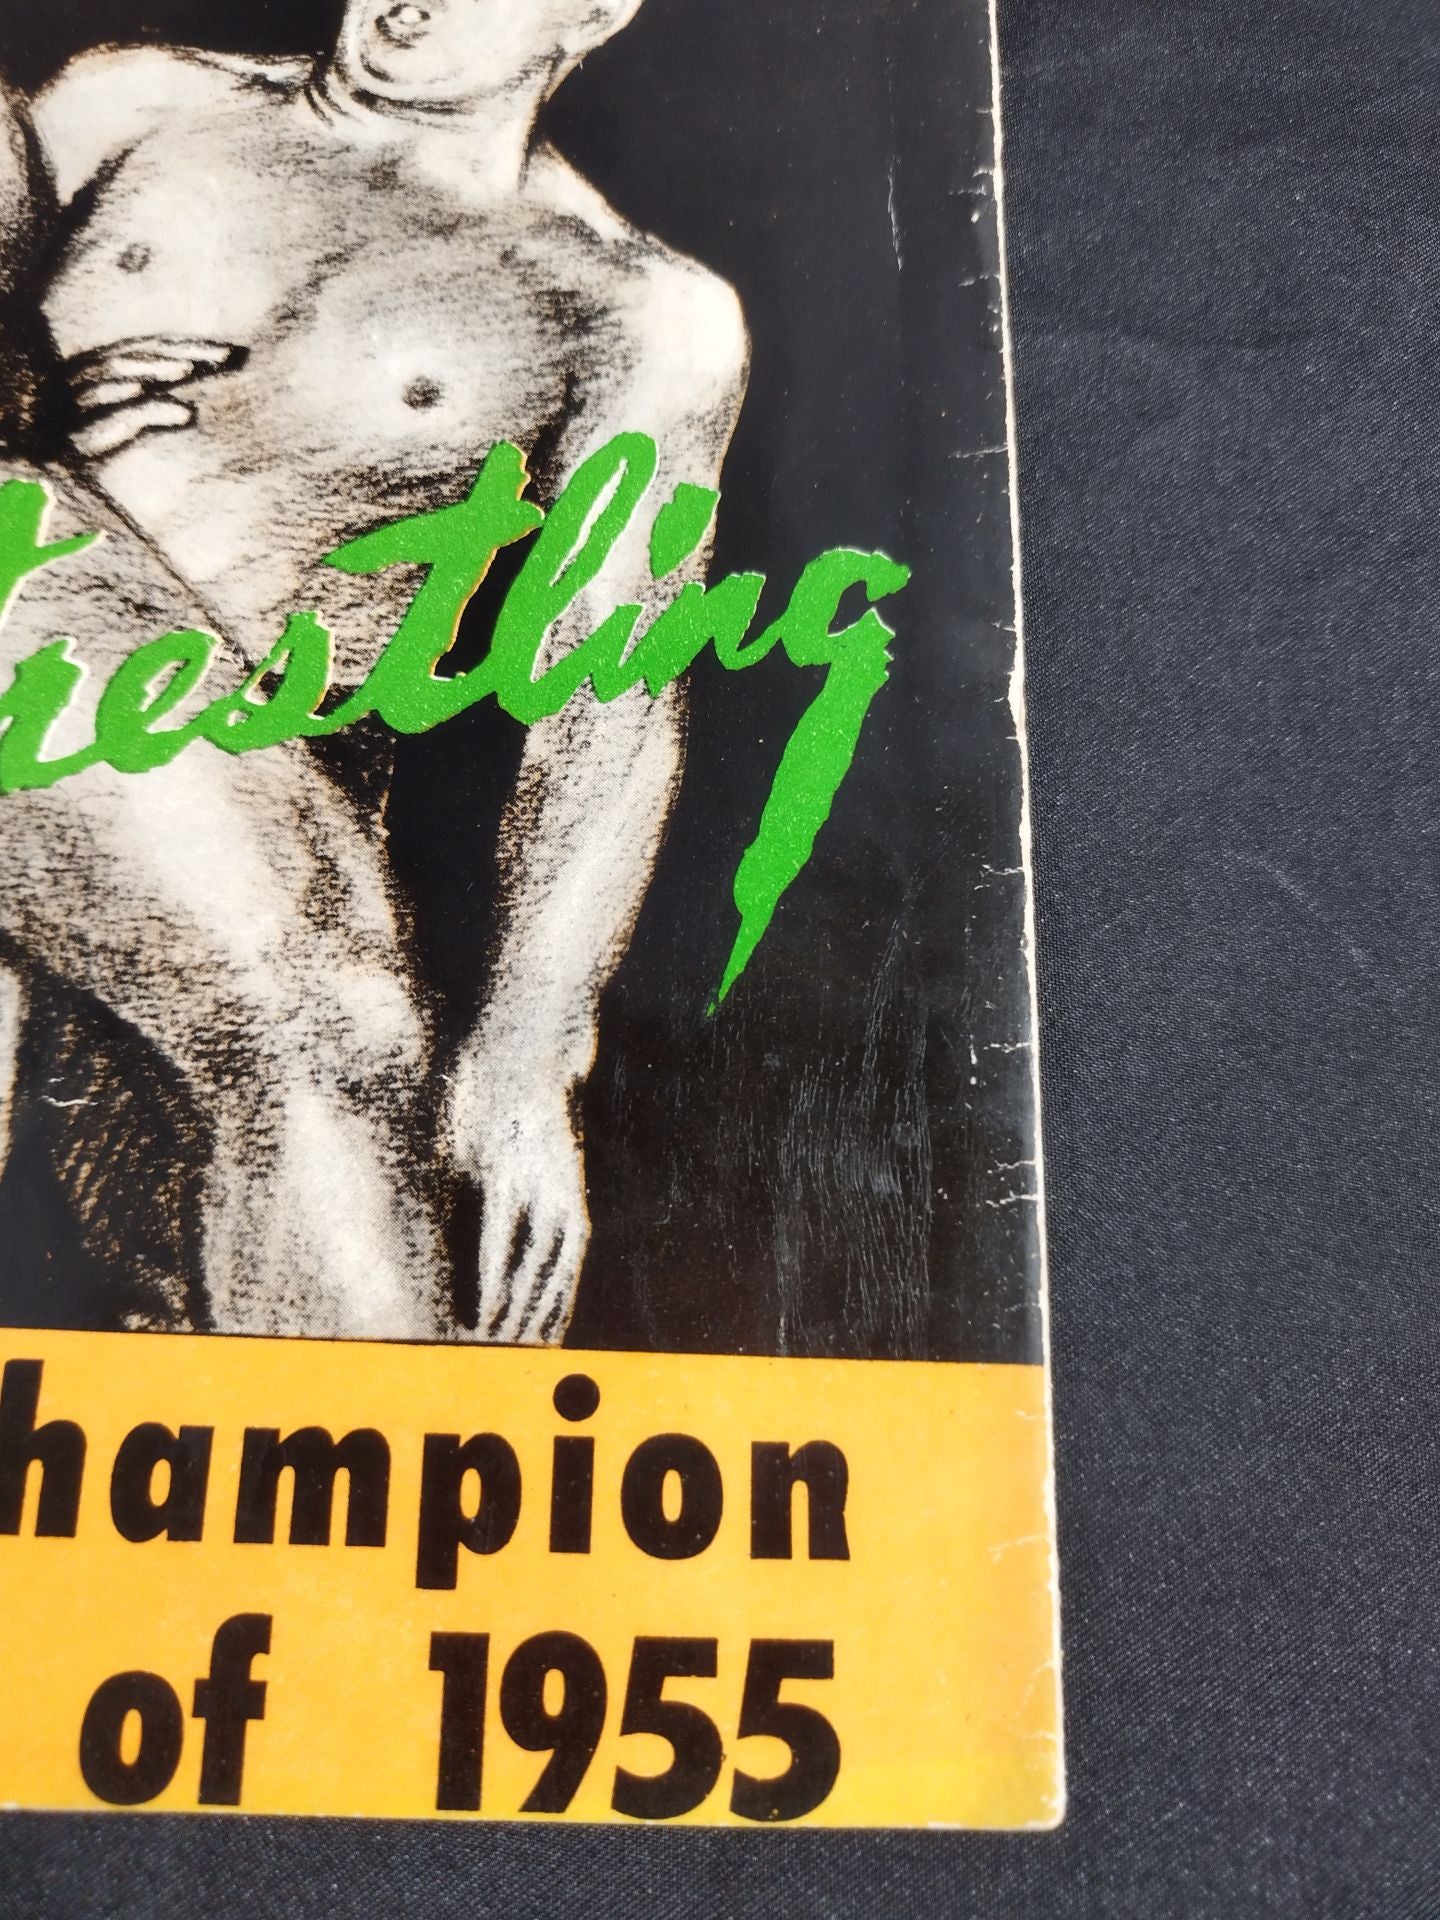 restling
hampion
of 1955